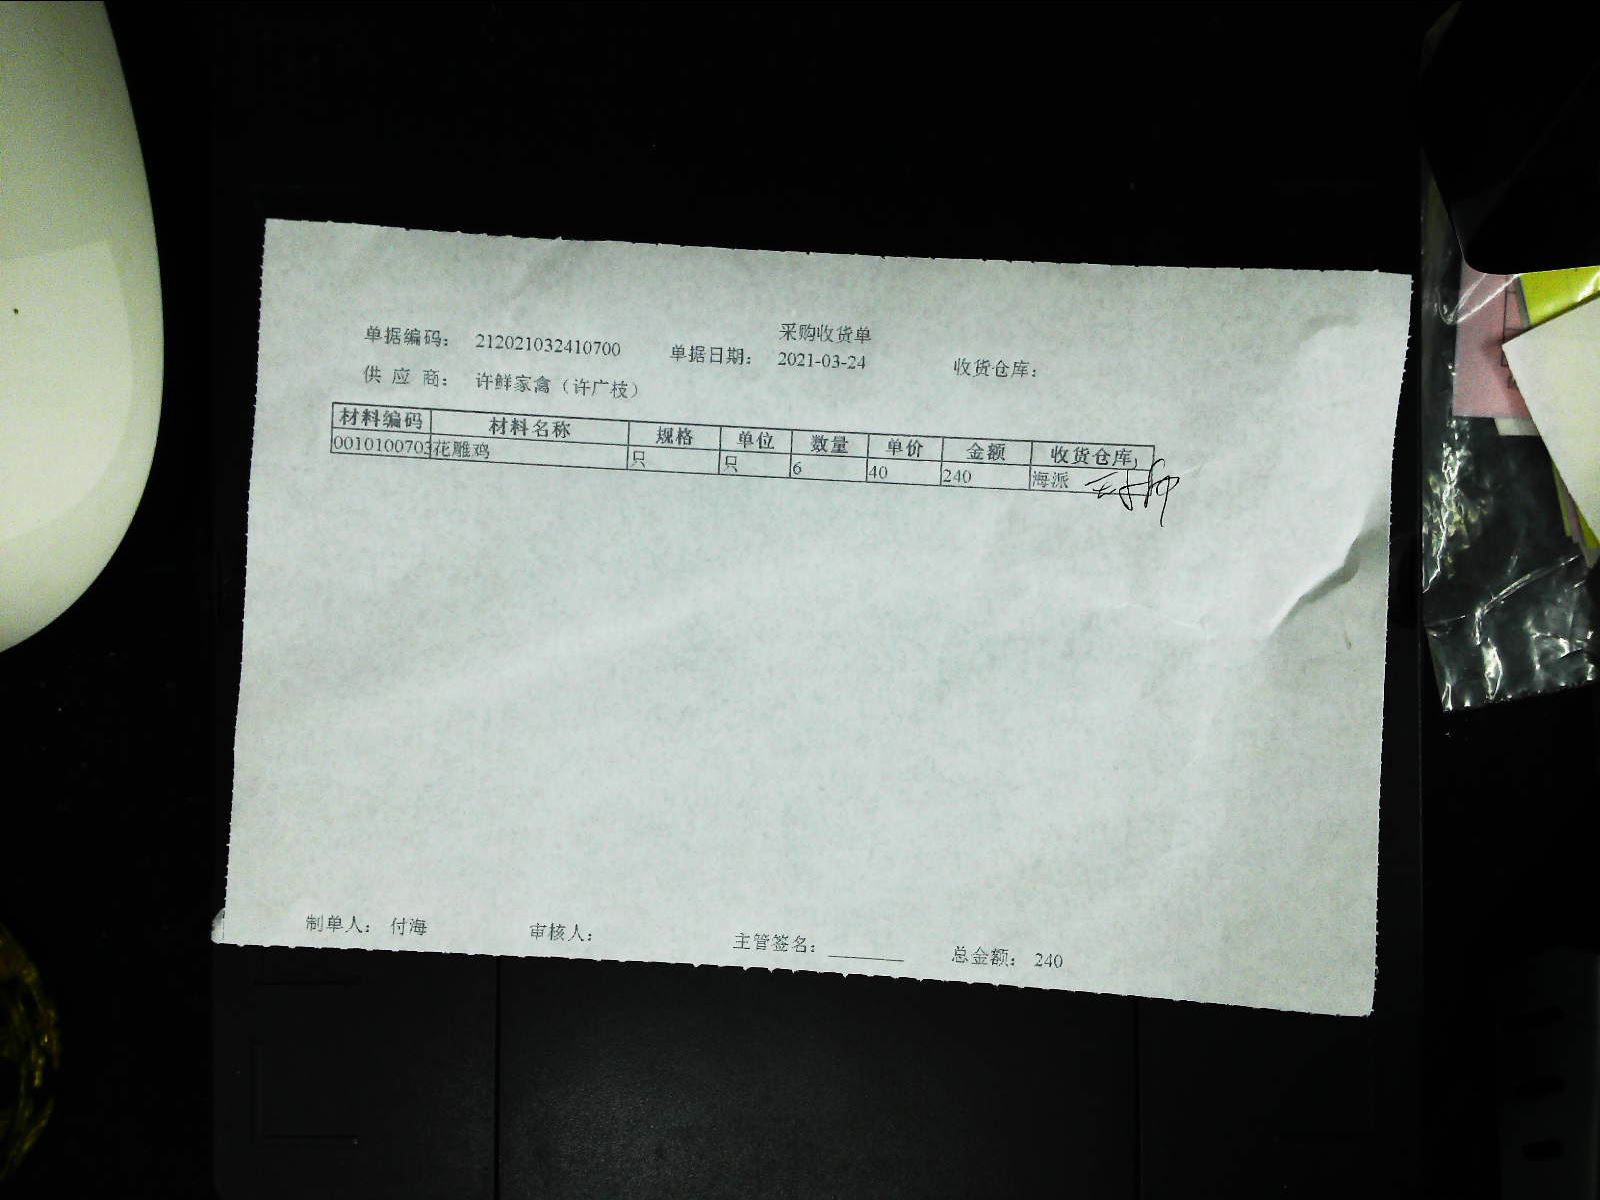 采购收货单
单据编码： 212021032410700 单据日期： 2021-03-24 收货仓库：
供 应 商： 许鲜家禽（许广枝）
材料编码 材料名称 规格 单位 数量 单价 金额 收货仓库
0010100703 花雕鸡 只 只 6 40 240 海派
制单人： 付海 审核人： 主管签名： 总金额： 240